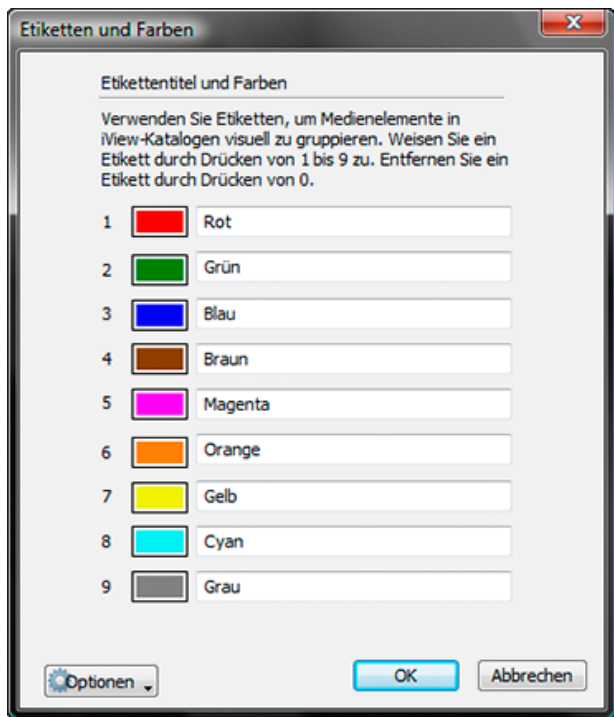 Etiketten und Farben
Etikettentitel und Farben
Verwenden Sie Etiketten, um Medienelemente in
iView-Katalogen visuell zu gruppieren. Weisen Sie ein
Etikett durch Drücken von 1 bis 9 zu. Entfernen Sie ein
Etikett durch Drücken von 0.
1 Rot
2 Grün
3 Blau
4 Braun
5 Magenta
6 Orange
7 Gelb
8 Cyan
9 Grau
Optionen OK Abbrechen